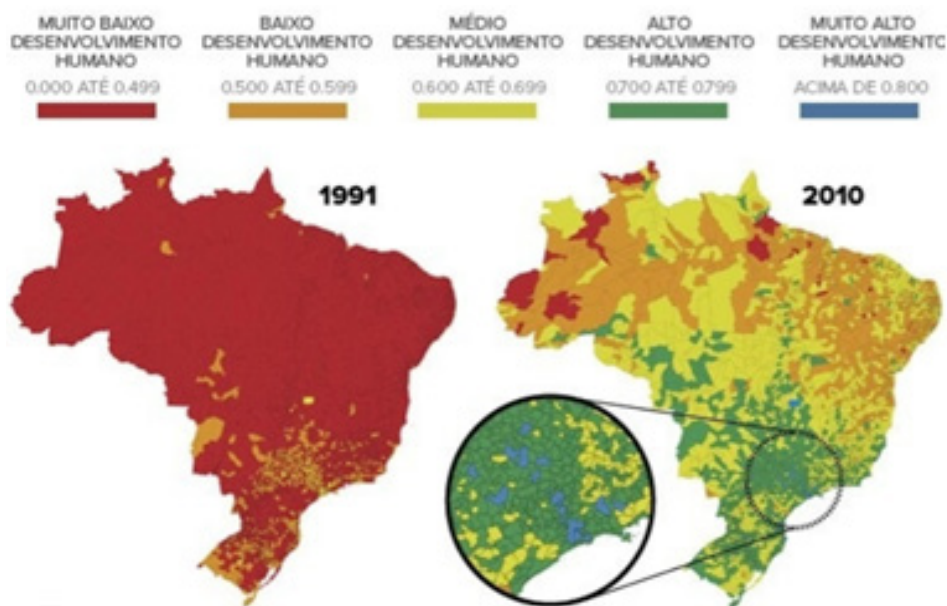 MUITO BAIXO
DESENVOLVIMENTO
HUMANO
0.000 ATÉ 0.499
BAIXO
DESENVOLVIMENTO
HUMANO
0.500 ATÉ 0.599
MÉDIO
DESENVOLVIMENTO
HUMANO
0.600 ATÉ 0.699
ALTO
DESENVOLVIMENTO
HUMANO
0.700 ATÉ 0.799
MUITO ALTO
DESENVOLVIMENTO
HUMANO
ACIMA DE 0.800
1991
2010